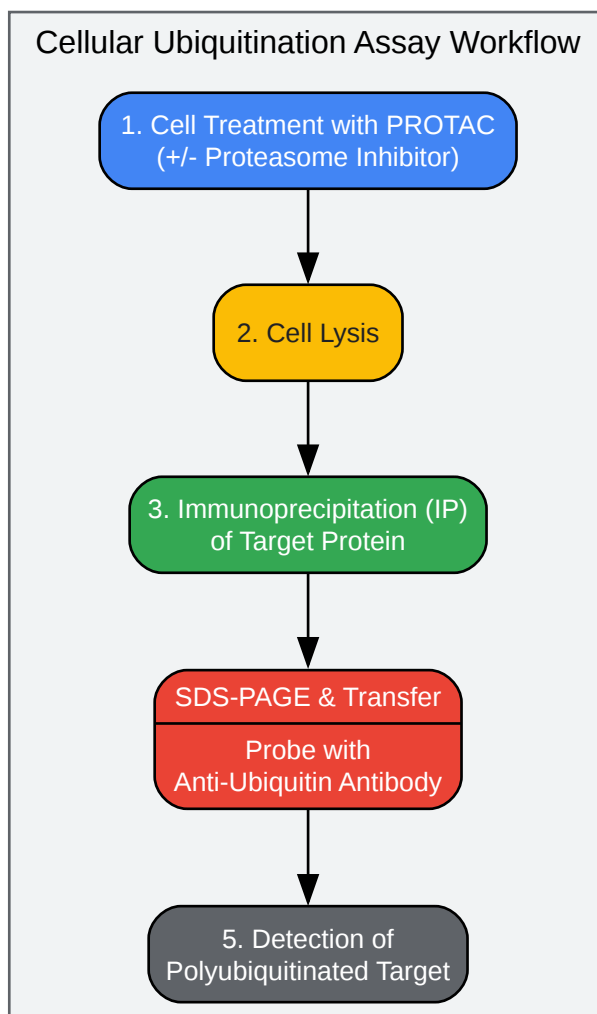 Cellular Ubiquitination Assay Workflow
1. Cell Treatment with PROTAC
(+/- Proteasome Inhibitor)
2. Cell Lysis
3. Immunoprecipitation (IP)
of Target Protein
SDS-PAGE & Transfer
Probe with
Anti-Ubiquitin Antibody
5. Detection of
Polyubiquitinated Target